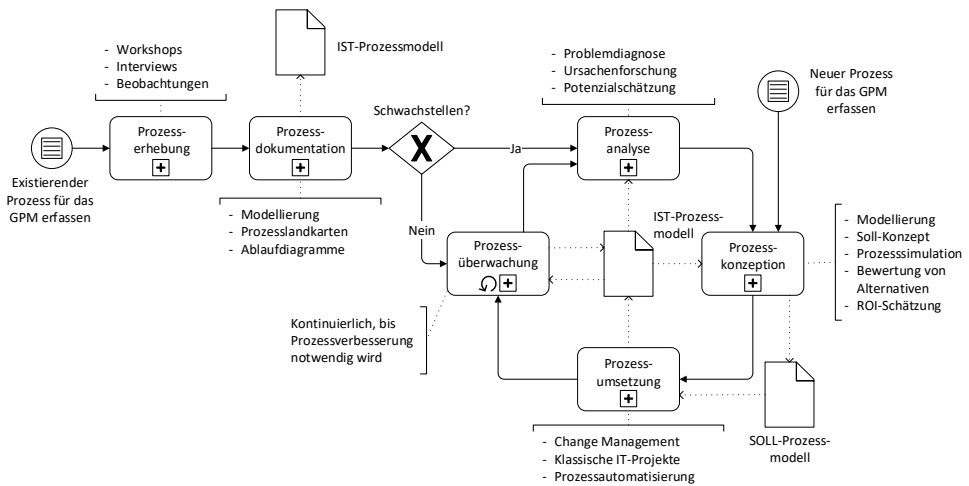 - Workshops
- Interviews
- Beobachtungen
IST-Prozessmodell
- Problemdiagnose
- Ursachenforschung
- Potenzialschätzung
Neuer Prozess
für das GPM
erfassen
Schwachstellen?
Prozess-
erhebung
Prozess-
dokumentation
X
Ja
Prozess-
analyse
Existierender
Prozess für das
GPM erfassen
- Modellierung
- Prozesslandkarten
- Ablaufdiagramme
Nein
Prozess-
überwachung
IST-Prozess-
modell
Prozess-
konzeption
- Modellierung
- Soll-Konzept
- Prozesssimulation
- Bewertung von
Alternativen
- ROI-Schätzung
Kontinuierlich, bis
Prozessverbesserung
notwendig wird
Prozess-
umsetzung
SOLL-Prozess-
modell
- Change Management
- Klassische IT-Projekte
- Prozessautomatisierung